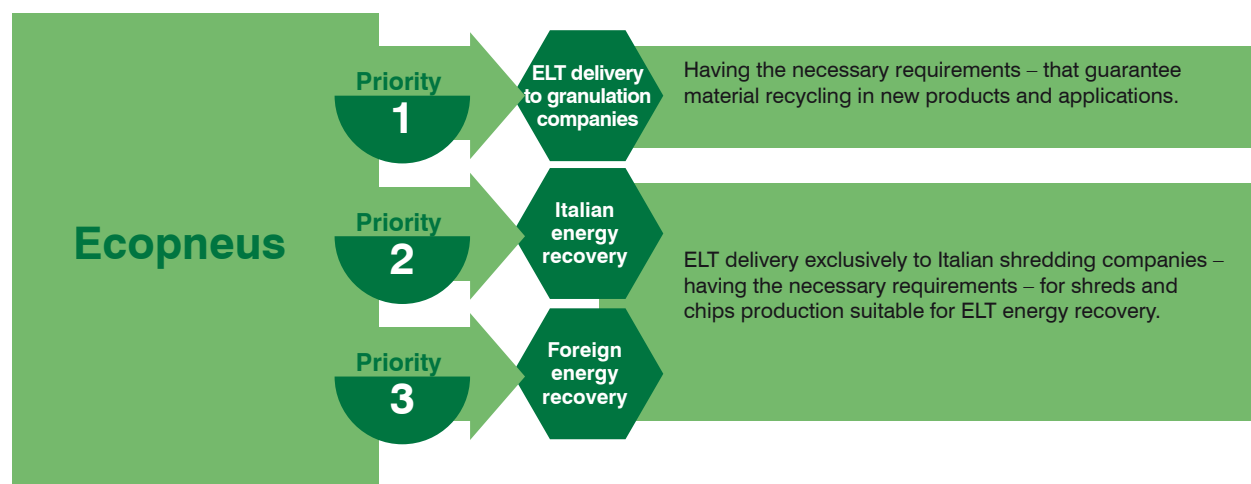 Ecopneus
Priority
1
ELT delivery
to granulation
companies
Having the necessary requirements – that guarantee
material recycling in new products and applications.
Priority
2
Italian
energy
recovery
ELT delivery exclusively to Italian shredding companies –
having the necessary requirements – for shreds and
chips production suitable for ELT energy recovery.
Priority
3
Foreign
energy
recovery